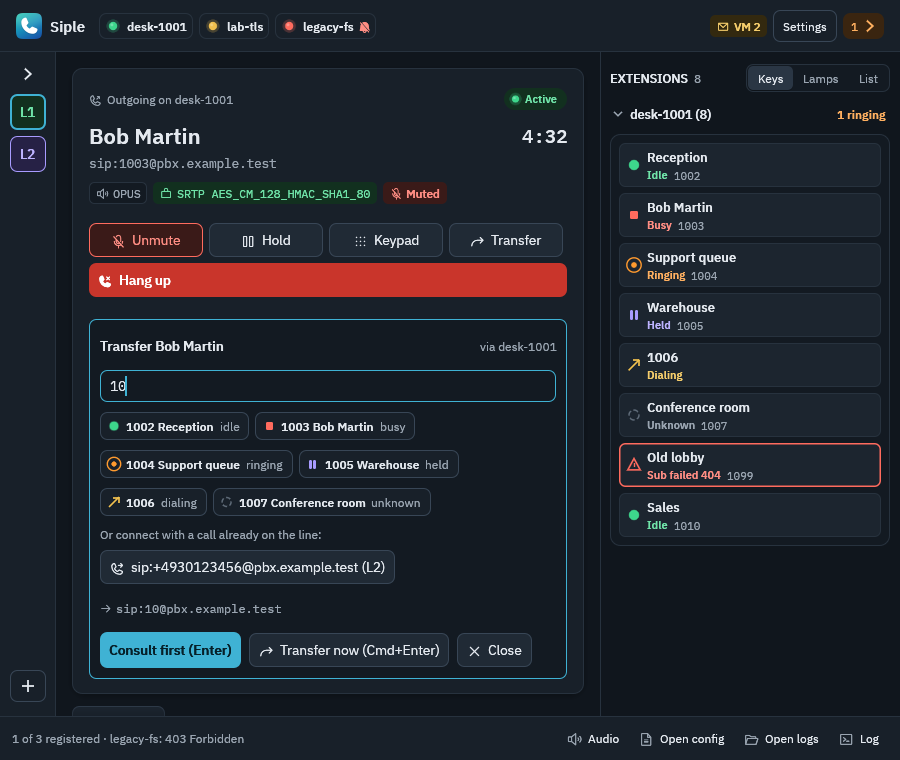 Siple
desk-1001
lab-tls
legacy-fs
VM 2
Settings
1
L1
L2
Outgoing on desk-1001
Active
Bob Martin
4:32
sip:1003@pbx.example.test
OPUS
SRTP AES_CM_128_HMAC_SHA1_80
Muted
Unmute
Hold
Keypad
Transfer
Hang up
Transfer Bob Martin
via desk-1001
10
1002 Reception idle
1003 Bob Martin busy
1004 Support queue ringing
1005 Warehouse held
1006 dialing
1007 Conference room unknown
Or connect with a call already on the line:
sip:+4930123456@pbx.example.test (L2)
→ sip:10@pbx.example.test
Consult first (Enter)
Transfer now (Cmd+Enter)
Close
EXTENSIONS 8
Keys
Lamps
List
desk-1001 (8)
1 ringing
Reception
Idle 1002
Bob Martin
Busy 1003
Support queue
Ringing 1004
Warehouse
Held 1005
1006
Dialing
Conference room
Unknown 1007
Old lobby
Sub failed 404 1099
Sales
Idle 1010
1 of 3 registered · legacy-fs: 403 Forbidden
Audio
Open config
Open logs
Log